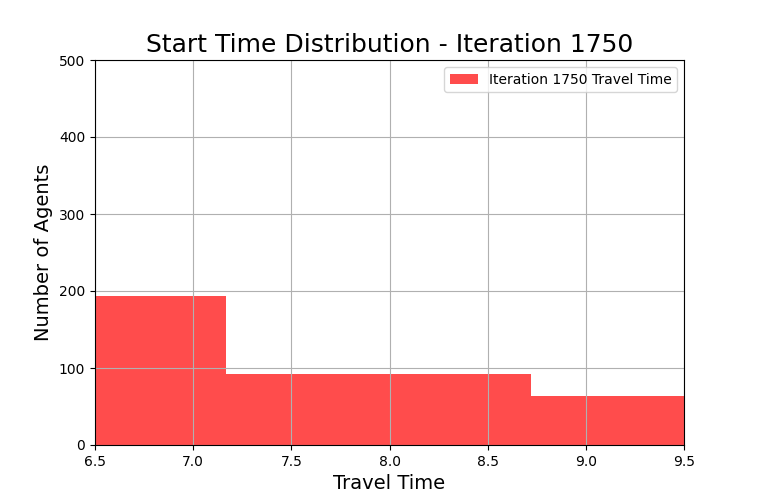 Start Time Distribution - Iteration 1750
Iteration 1750 Travel Time
Number of Agents
500
400
300
200
100
0
6.5 7.0 7.5 8.0 8.5 9.0 9.5
Travel Time